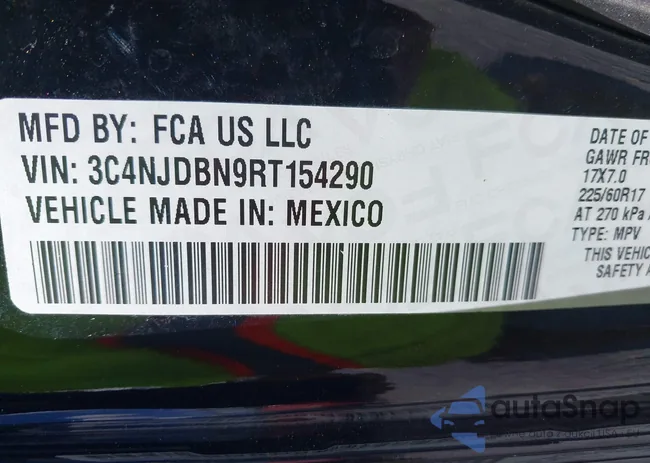 MFD BY: FCA US LLC
VIN: 3C4NJDBN9RT154290
VEHICLE MADE IN: MEXICO
DATE OF
GAWR FR
17X7.0
225/60R17
AT 270 kPa
TYPE: MPV
THIS VEHIC
SAFETY A
autoSnap